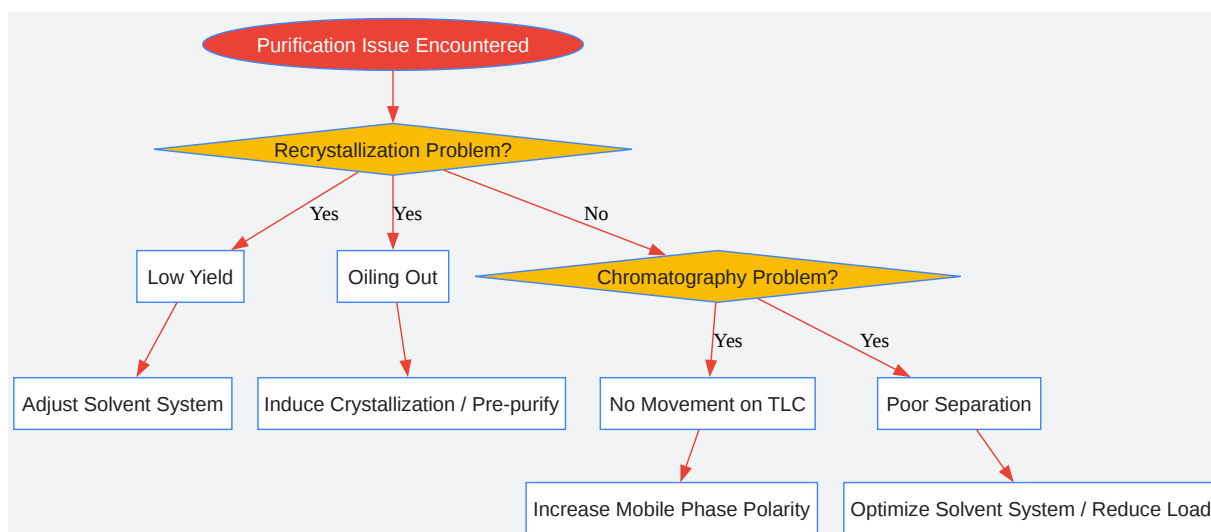 Purification Issue Encountered
Recrystallization Problem?
Yes
Yes
No
Low Yield
Oiling Out
Chromatography Problem?
Yes
Yes
Adjust Solvent System
Induce Crystallization / Pre-purify
No Movement on TLC
Poor Separation
Increase Mobile Phase Polarity
Optimize Solvent System / Reduce Load